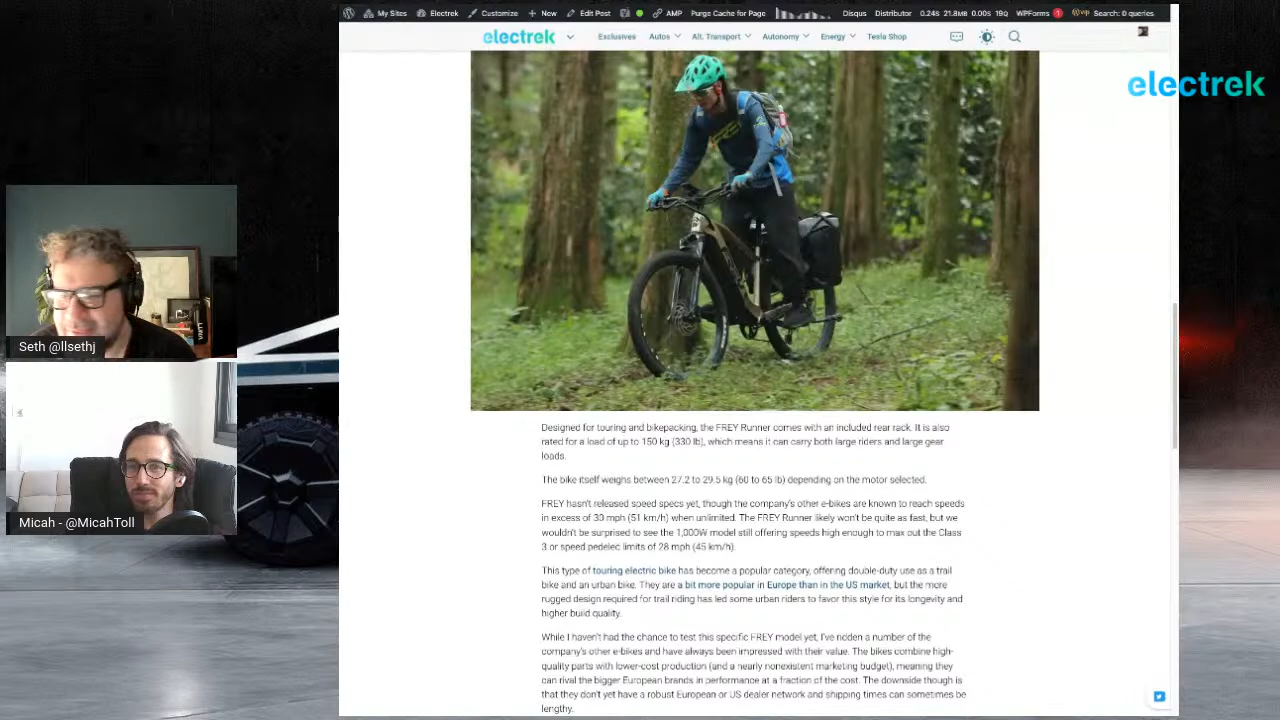 My Sites
Electrek
Customize
New
Edit Post
AMP
Purge Cache for Page
Disqus
Distributor
0.24s 21.8MB 0.00s 19Q
WPForms 1
vip
Search: 0 queries
electrek
Exclusives
Autos
Alt. Transport
Autonomy
Energy
Tesla Shop
electrek
Seth @llsethj
Micah - @MicahToll
Designed for touring and bikepacking, the FREY Runner comes with an included rear rack. It is also
rated for a load of up to 150 kg (330 lb), which means it can carry both large riders and large gear
loads.
The bike itself weighs between 27.2 to 29.5 kg (60 to 65 lb) depending on the motor selected.
FREY hasn't released speed specs yet, though the company's other e-bikes are known to reach speeds
in excess of 30 mph (51 km/h) when unlimited. The FREY Runner likely won't be quite as fast, but we
wouldn't be surprised to see the 1,000W model still offering speeds high enough to max out the Class
3 or speed pedelec limits of 28 mph (45 km/h).
This type of touring electric bike has become a popular category, offering double-duty use as a trail
bike and an urban bike. They are a bit more popular in Europe than in the US market, but the more
rugged design required for trail riding has led some urban riders to favor this style for its longevity and
higher build quality.
While I haven't had the chance to test this specific FREY model yet, I've ridden a number of the
company's other e-bikes and have always been impressed with their value. The bikes combine high-
quality parts with lower-cost production (and a nearly nonexistent marketing budget), meaning they
can rival the bigger European brands in performance at a fraction of the cost. The downside though is
that they don't yet have a robust European or US dealer network and shipping times can sometimes be
lengthy.